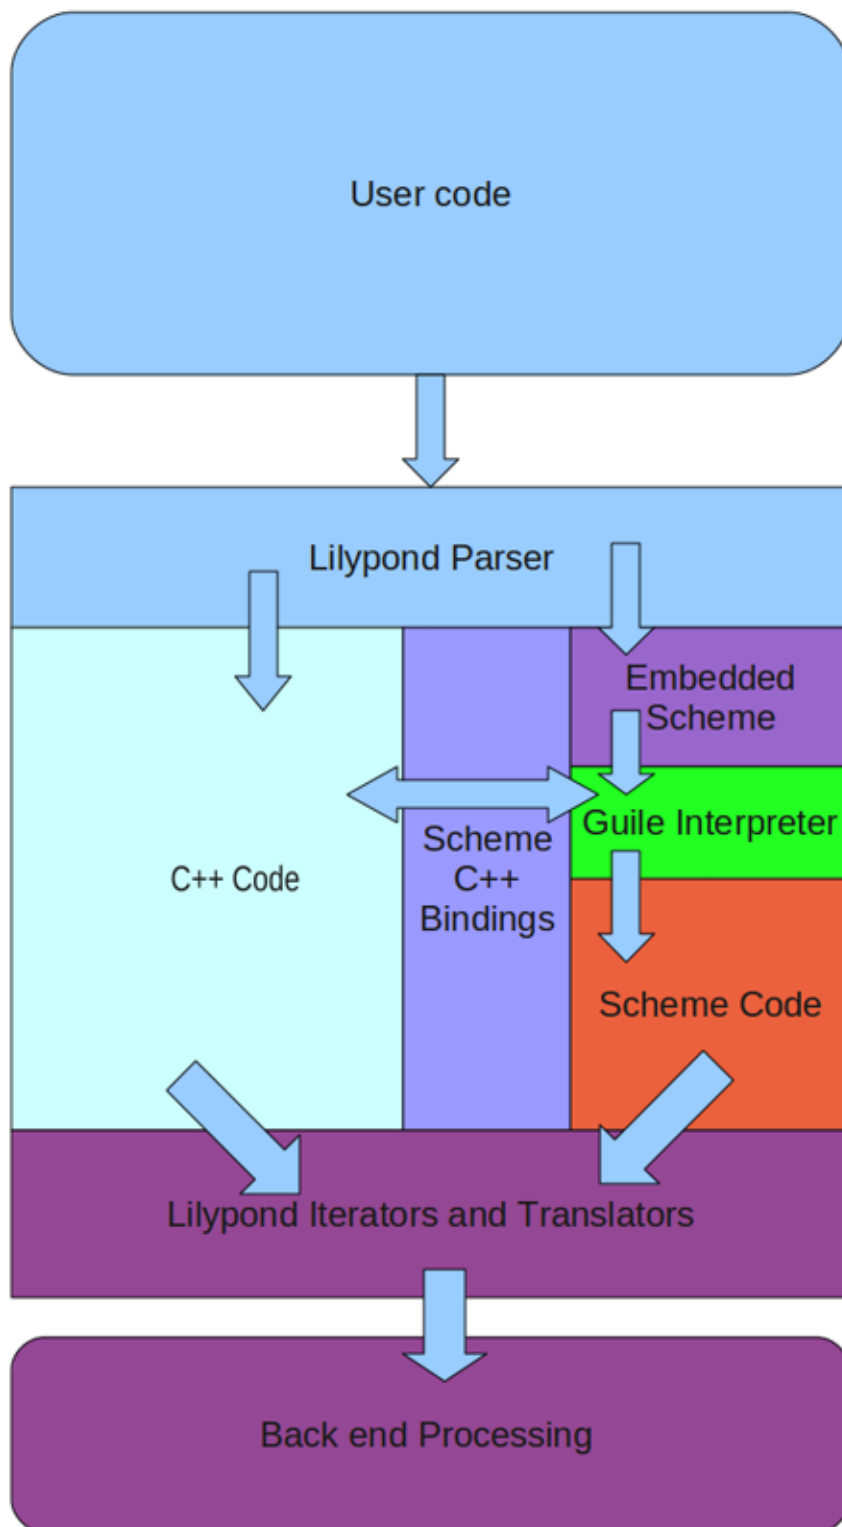 User code
Lilypond Parser
Embedded
Scheme
Guile Interpreter
Scheme
C++
Bindings
C++ Code
Scheme Code
Lilypond Iterators and Translators
Back end Processing